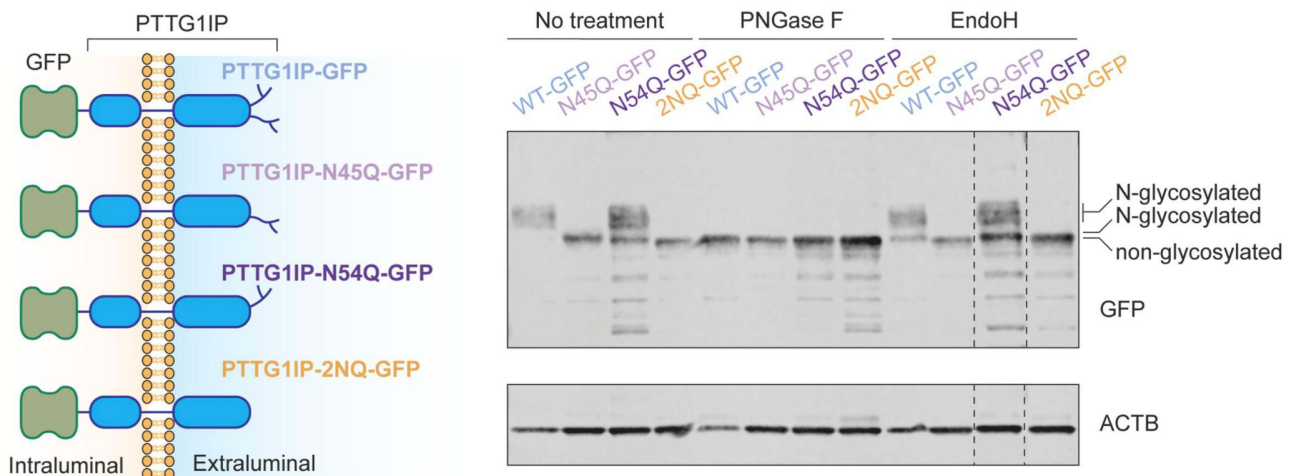 PTTG1IP
GFP
PTTG1IP-GFP
PTTG1IP-N45Q-GFP
PTTG1IP-N54Q-GFP
PTTG1IP-2NQ-GFP
Intraluminal
Extraluminal
No treatment
PNGase F
EndoH
WT-GFP
N45Q-GFP
N54Q-GFP
2NQ-GFP
WT-GFP
N45Q-GFP
N54Q-GFP
2NQ-GFP
WT-GFP
N45Q-GFP
N54Q-GFP
2NQ-GFP
N-glycosylated
N-glycosylated
non-glycosylated
GFP
ACTB